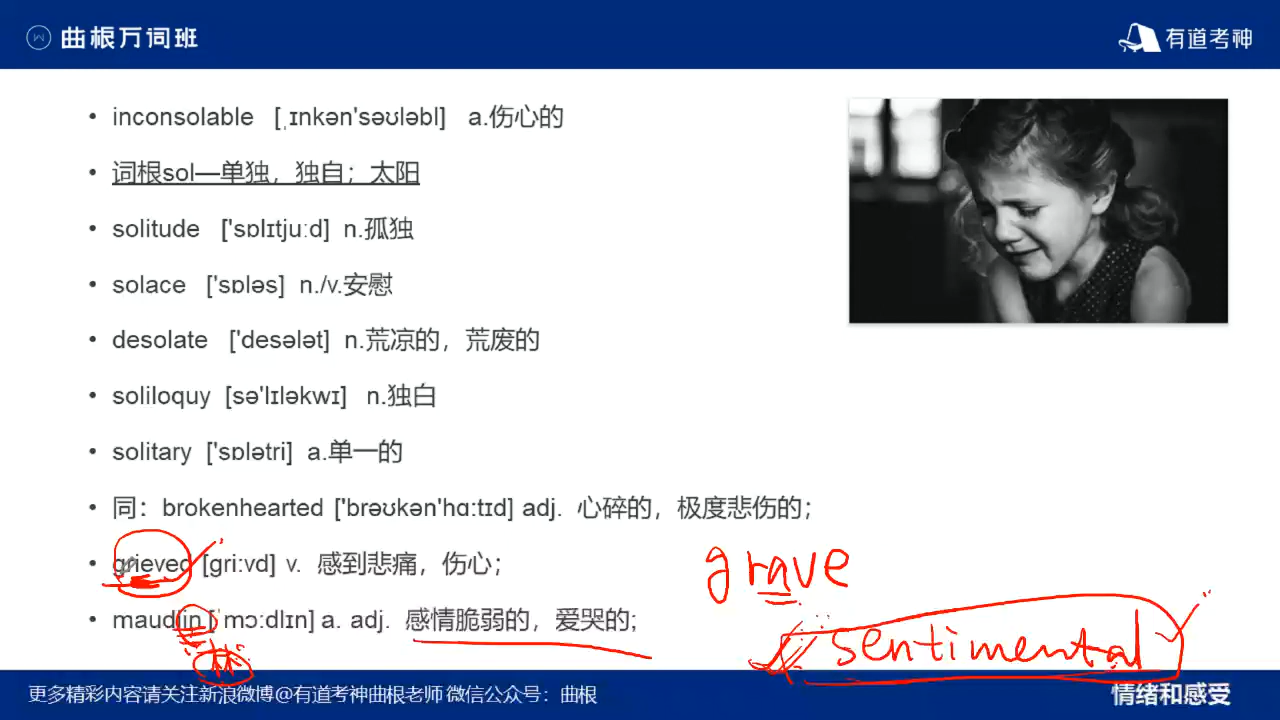 曲根万词班
有道考神
inconsolable [ˌɪnkən'səʊləbl] a.伤心的
词根sol—单独，独自；太阳
solitude ['sɒlɪtjuːd] n.孤独
solace ['sɒləs] n./v.安慰
desolate ['desələt] n.荒凉的，荒废的
soliloquy [sə'lɪləkwɪ] n.独白
solitary ['sɒlətri] a.单一的
同：brokenhearted ['brəʊkən'hɑːtɪd] adj. 心碎的，极度悲伤的；
grieved [griːvd] v. 感到悲痛，伤心；
grave
maudlin [ˈmɔːdlɪn] a. adj. 感情脆弱的，爱哭的；
sentimental
林
更多精彩内容请关注新浪微博@有道考神曲根老师 微信公众号：曲根
情绪和感受